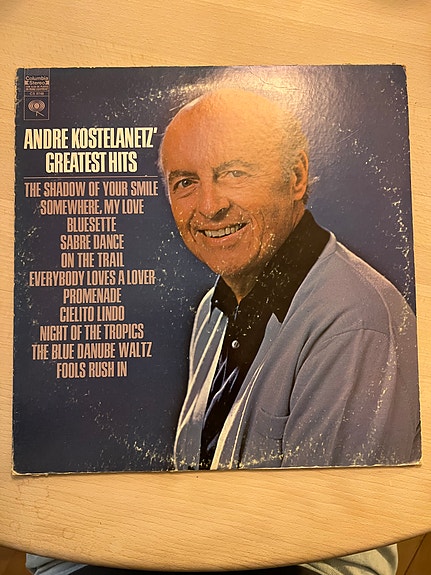 Columbia
Stereo
ANDRE KOSTELANETZ'
GREATEST HITS
THE SHADOW OF YOUR SMILE
SOMEWHERE, MY LOVE
BLUESETTE
SABRE DANCE
ON THE TRAIL
EVERYBODY LOVES A LOVER
PROMENADE
CIELITO LINDO
NIGHT OF THE TROPICS
THE BLUE DANUBE WALTZ
FOOLS RUSH IN